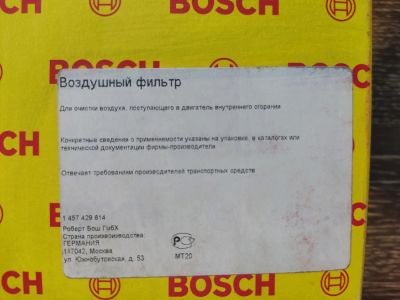 BOSCH
BOSCH
Воздушный фильтр
Для очистки воздуха, поступающего в двигатель внутреннего сгорания
Конкретные сведения о применяемости указаны на упаковке, в каталогах или
технической документации фирмы-производителя
Отвечает требованиям производителей транспортных средств
1 457 429 614
Роберт Бош ГмбХ
Страна производства:
ГЕРМАНИЯ
117042, Москва
ул. Южнобутовская, д. 53
МТ20
BOSCH
BOSCH